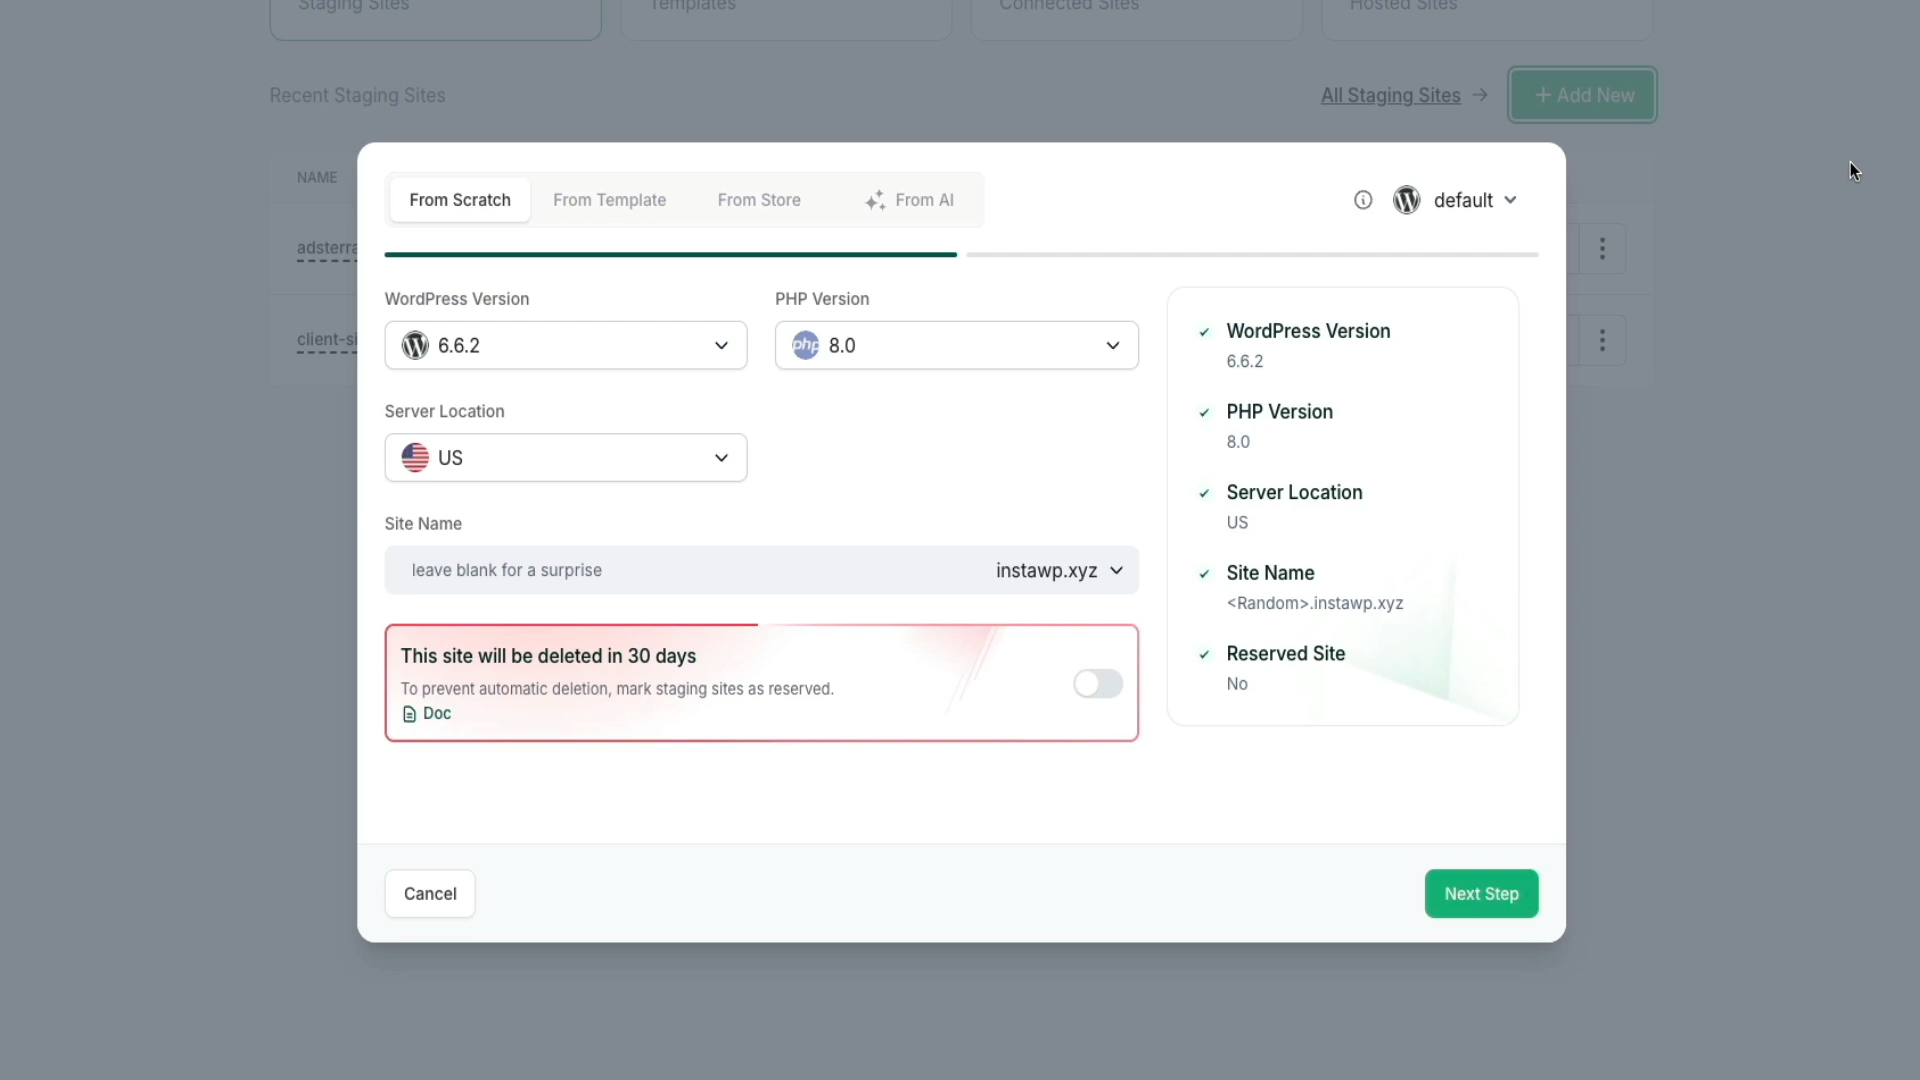 Staging Sites
Templates
Connected Sites
Hosted Sites
Recent Staging Sites
All Staging Sites
+ Add New
NAME
adsterra
client-si
From Scratch
From Template
From Store
From AI
default
WordPress Version
6.6.2
PHP Version
php
8.0
Server Location
US
Site Name
leave blank for a surprise
instawp.xyz
This site will be deleted in 30 days
To prevent automatic deletion, mark staging sites as reserved.
Doc
WordPress Version
6.6.2
PHP Version
8.0
Server Location
US
Site Name
<Random>.instawp.xyz
Reserved Site
No
Cancel
Next Step